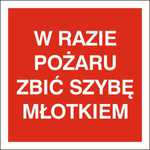 W RAZIE
POŻARU
ZBIĆ SZYBĘ
MŁOTKIEM